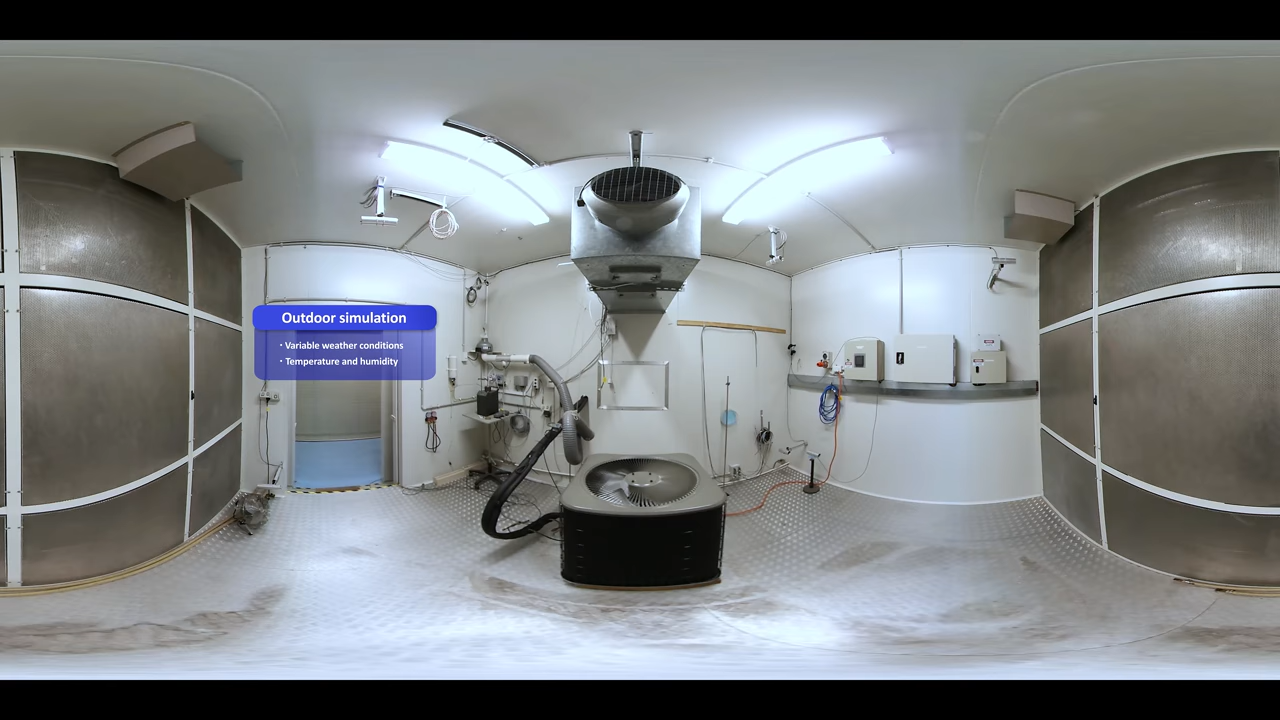 Outdoor simulation
· Variable weather conditions
· Temperature and humidity